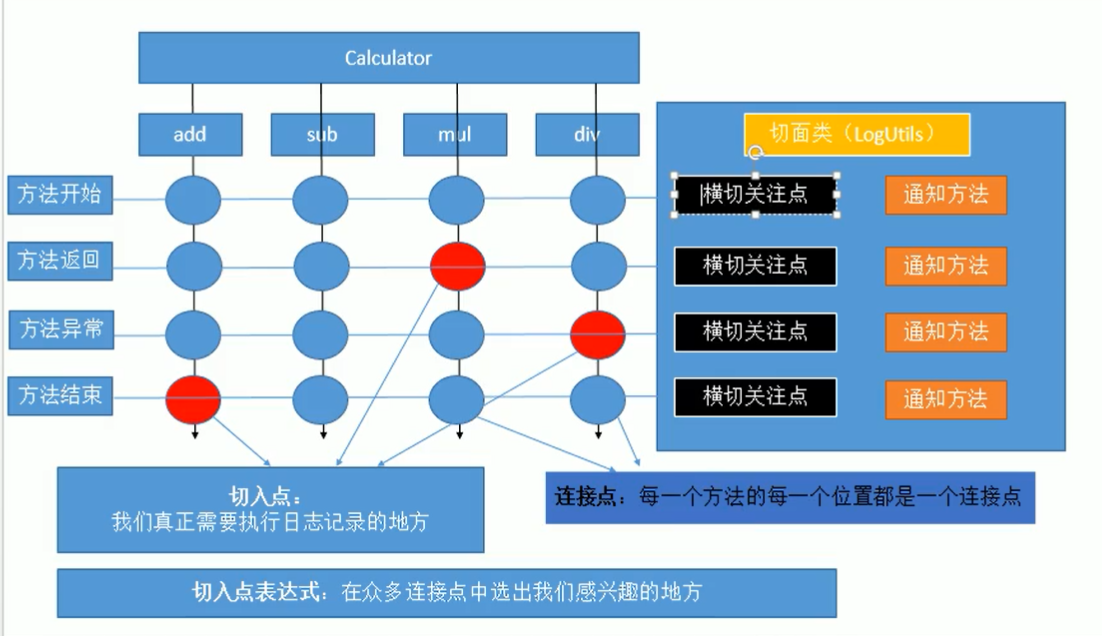 Calculator
add
sub
mul
div
切面类（LogUtils）
方法开始
横切关注点
通知方法
方法返回
横切关注点
通知方法
方法异常
横切关注点
通知方法
方法结束
横切关注点
通知方法
切入点：
我们真正需要执行日志记录的地方
连接点：每一个方法的每一个位置都是一个连接点
切入点表达式：在众多连接点中选出我们感兴趣的地方